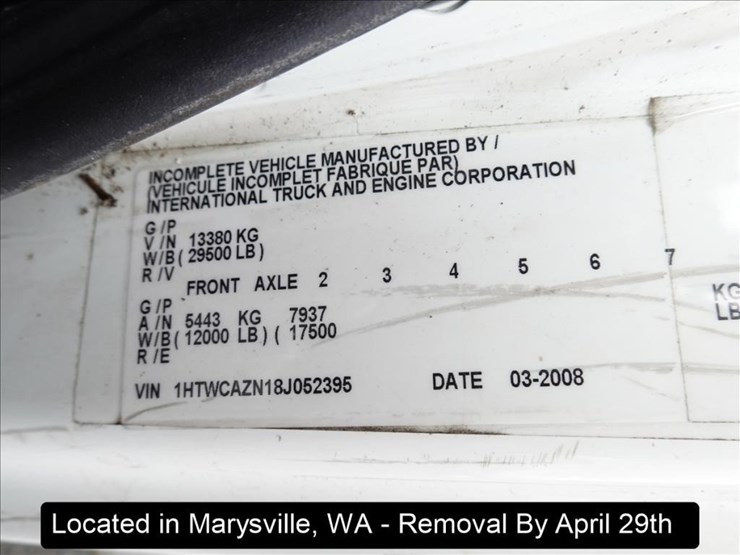 INCOMPLETE VEHICLE MANUFACTURED BY /
(VEHICULE INCOMPLET FABRIQUE PAR)
INTERNATIONAL TRUCK AND ENGINE CORPORATION
G / P
V / N 13380 KG
W/B ( 29500 LB )
R / V
FRONT AXLE 2 3 4 5 6 7
G / P
A / N 5443 KG 7937
W/B ( 12000 LB ) ( 17500
R / E
KG
LB
VIN 1HTWCAZN18J052395 DATE 03-2008
Located in Marysville, WA - Removal By April 29th